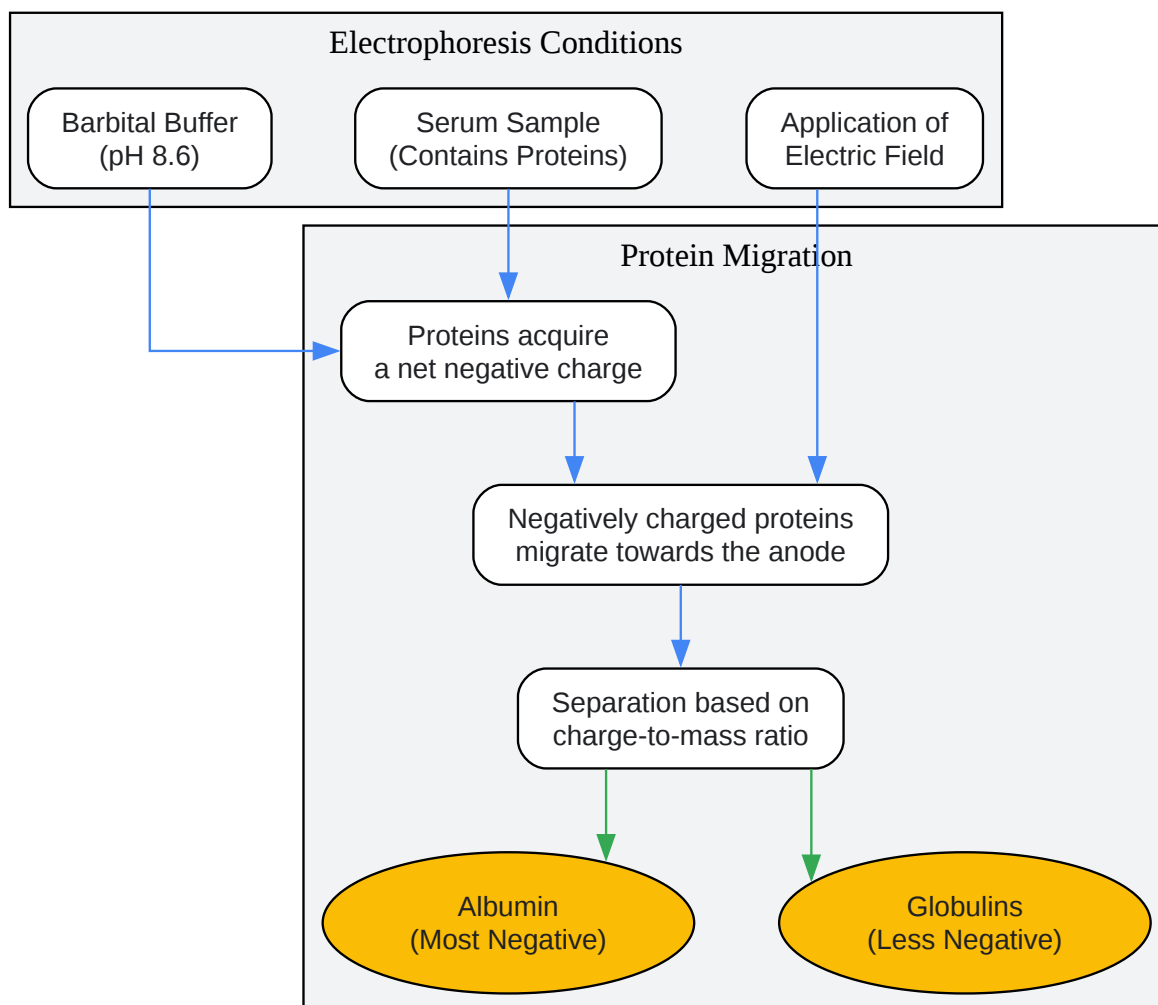 Electrophoresis Conditions
Barbital Buffer
(pH 8.6)
Serum Sample
(Contains Proteins)
Application of
Electric Field
Protein Migration
Proteins acquire
a net negative charge
Negatively charged proteins
migrate towards the anode
Separation based on
charge-to-mass ratio
Albumin
(Most Negative)
Globulins
(Less Negative)